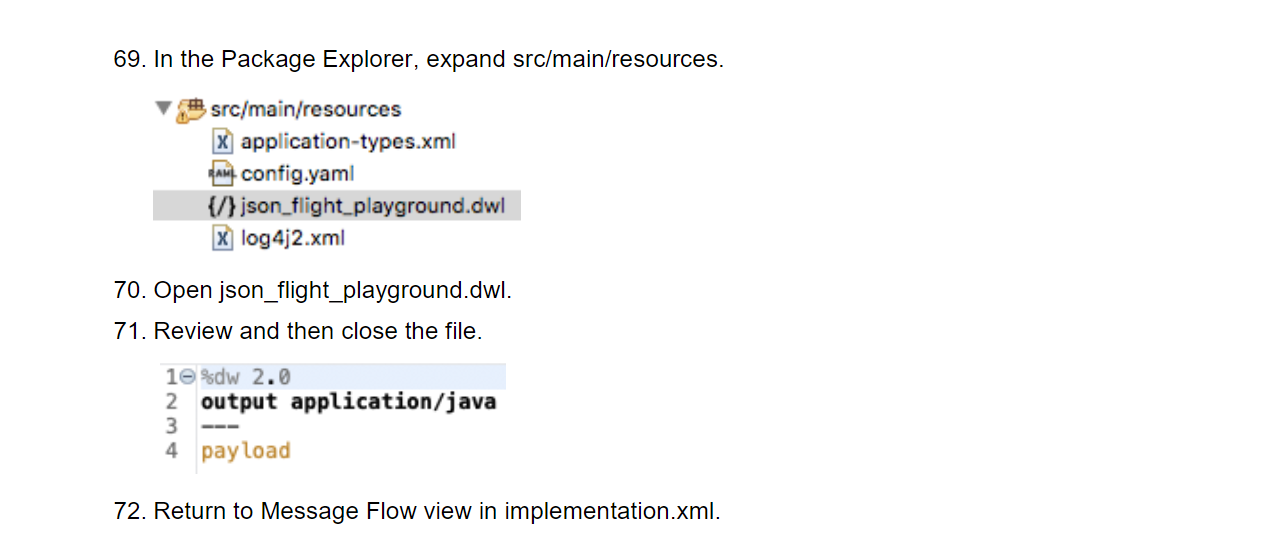 69. In the Package Explorer, expand src/main/resources.
src/main/resources
application-types.xml
config.yaml
{/} json_flight_playground.dwl
log4j2.xml
70. Open json_flight_playground.dwl.
71. Review and then close the file.
1 %dw 2.0
2 output application/java
3 ---
4 payload
72. Return to Message Flow view in implementation.xml.